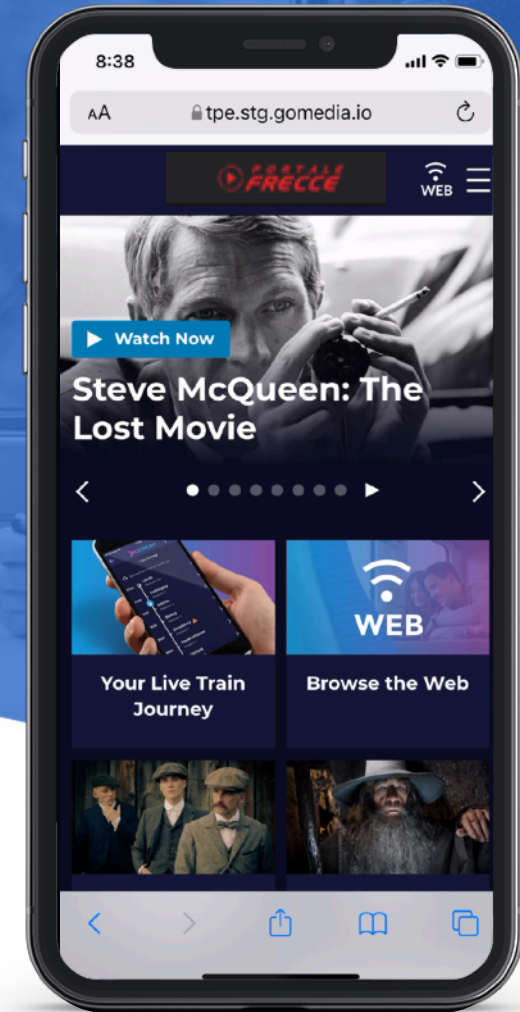 8:38
AA
tpe.stg.gomedia.io
PORTALE
FRECCE
WEB
Watch Now
Steve McQueen: The
Lost Movie
WEB
Your Live Train
Journey
Browse the Web